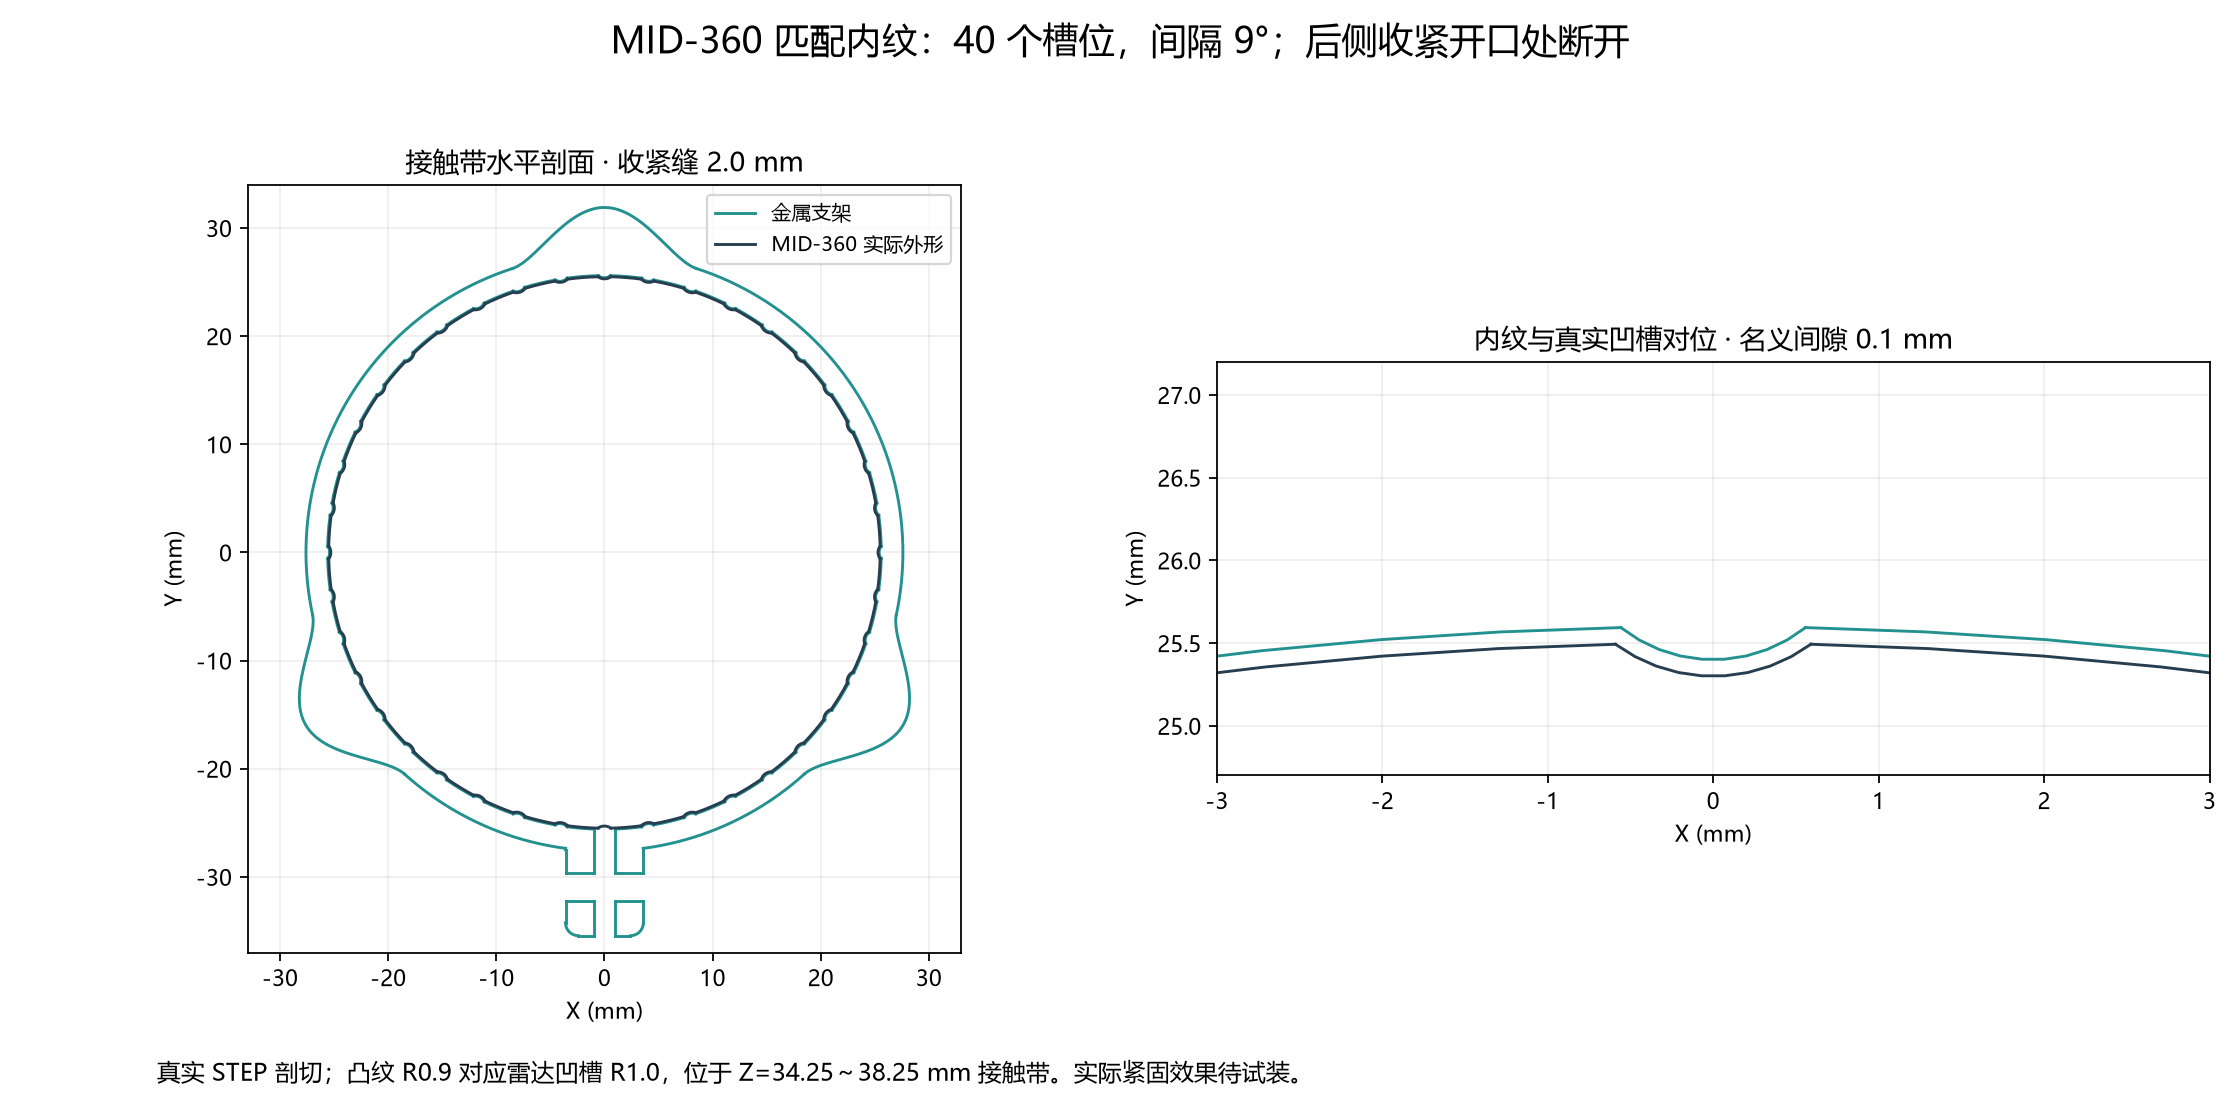 MID-360 匹配内纹：40 个槽位，间隔 9°；后侧收紧开口处断开
接触带水平剖面 · 收紧缝 2.0 mm
金属支架
MID-360 实际外形
30
20
10
0
-10
-20
-30
Y (mm)
-30
-20
-10
0
10
20
30
X (mm)
内纹与真实凹槽对位 · 名义间隙 0.1 mm
27.0
26.5
26.0
25.5
25.0
Y (mm)
-3
-2
-1
0
1
2
3
X (mm)
真实 STEP 剖切；凸纹 R0.9 对应雷达凹槽 R1.0，位于 Z=34.25～38.25 mm 接触带。实际紧固效果待试装。